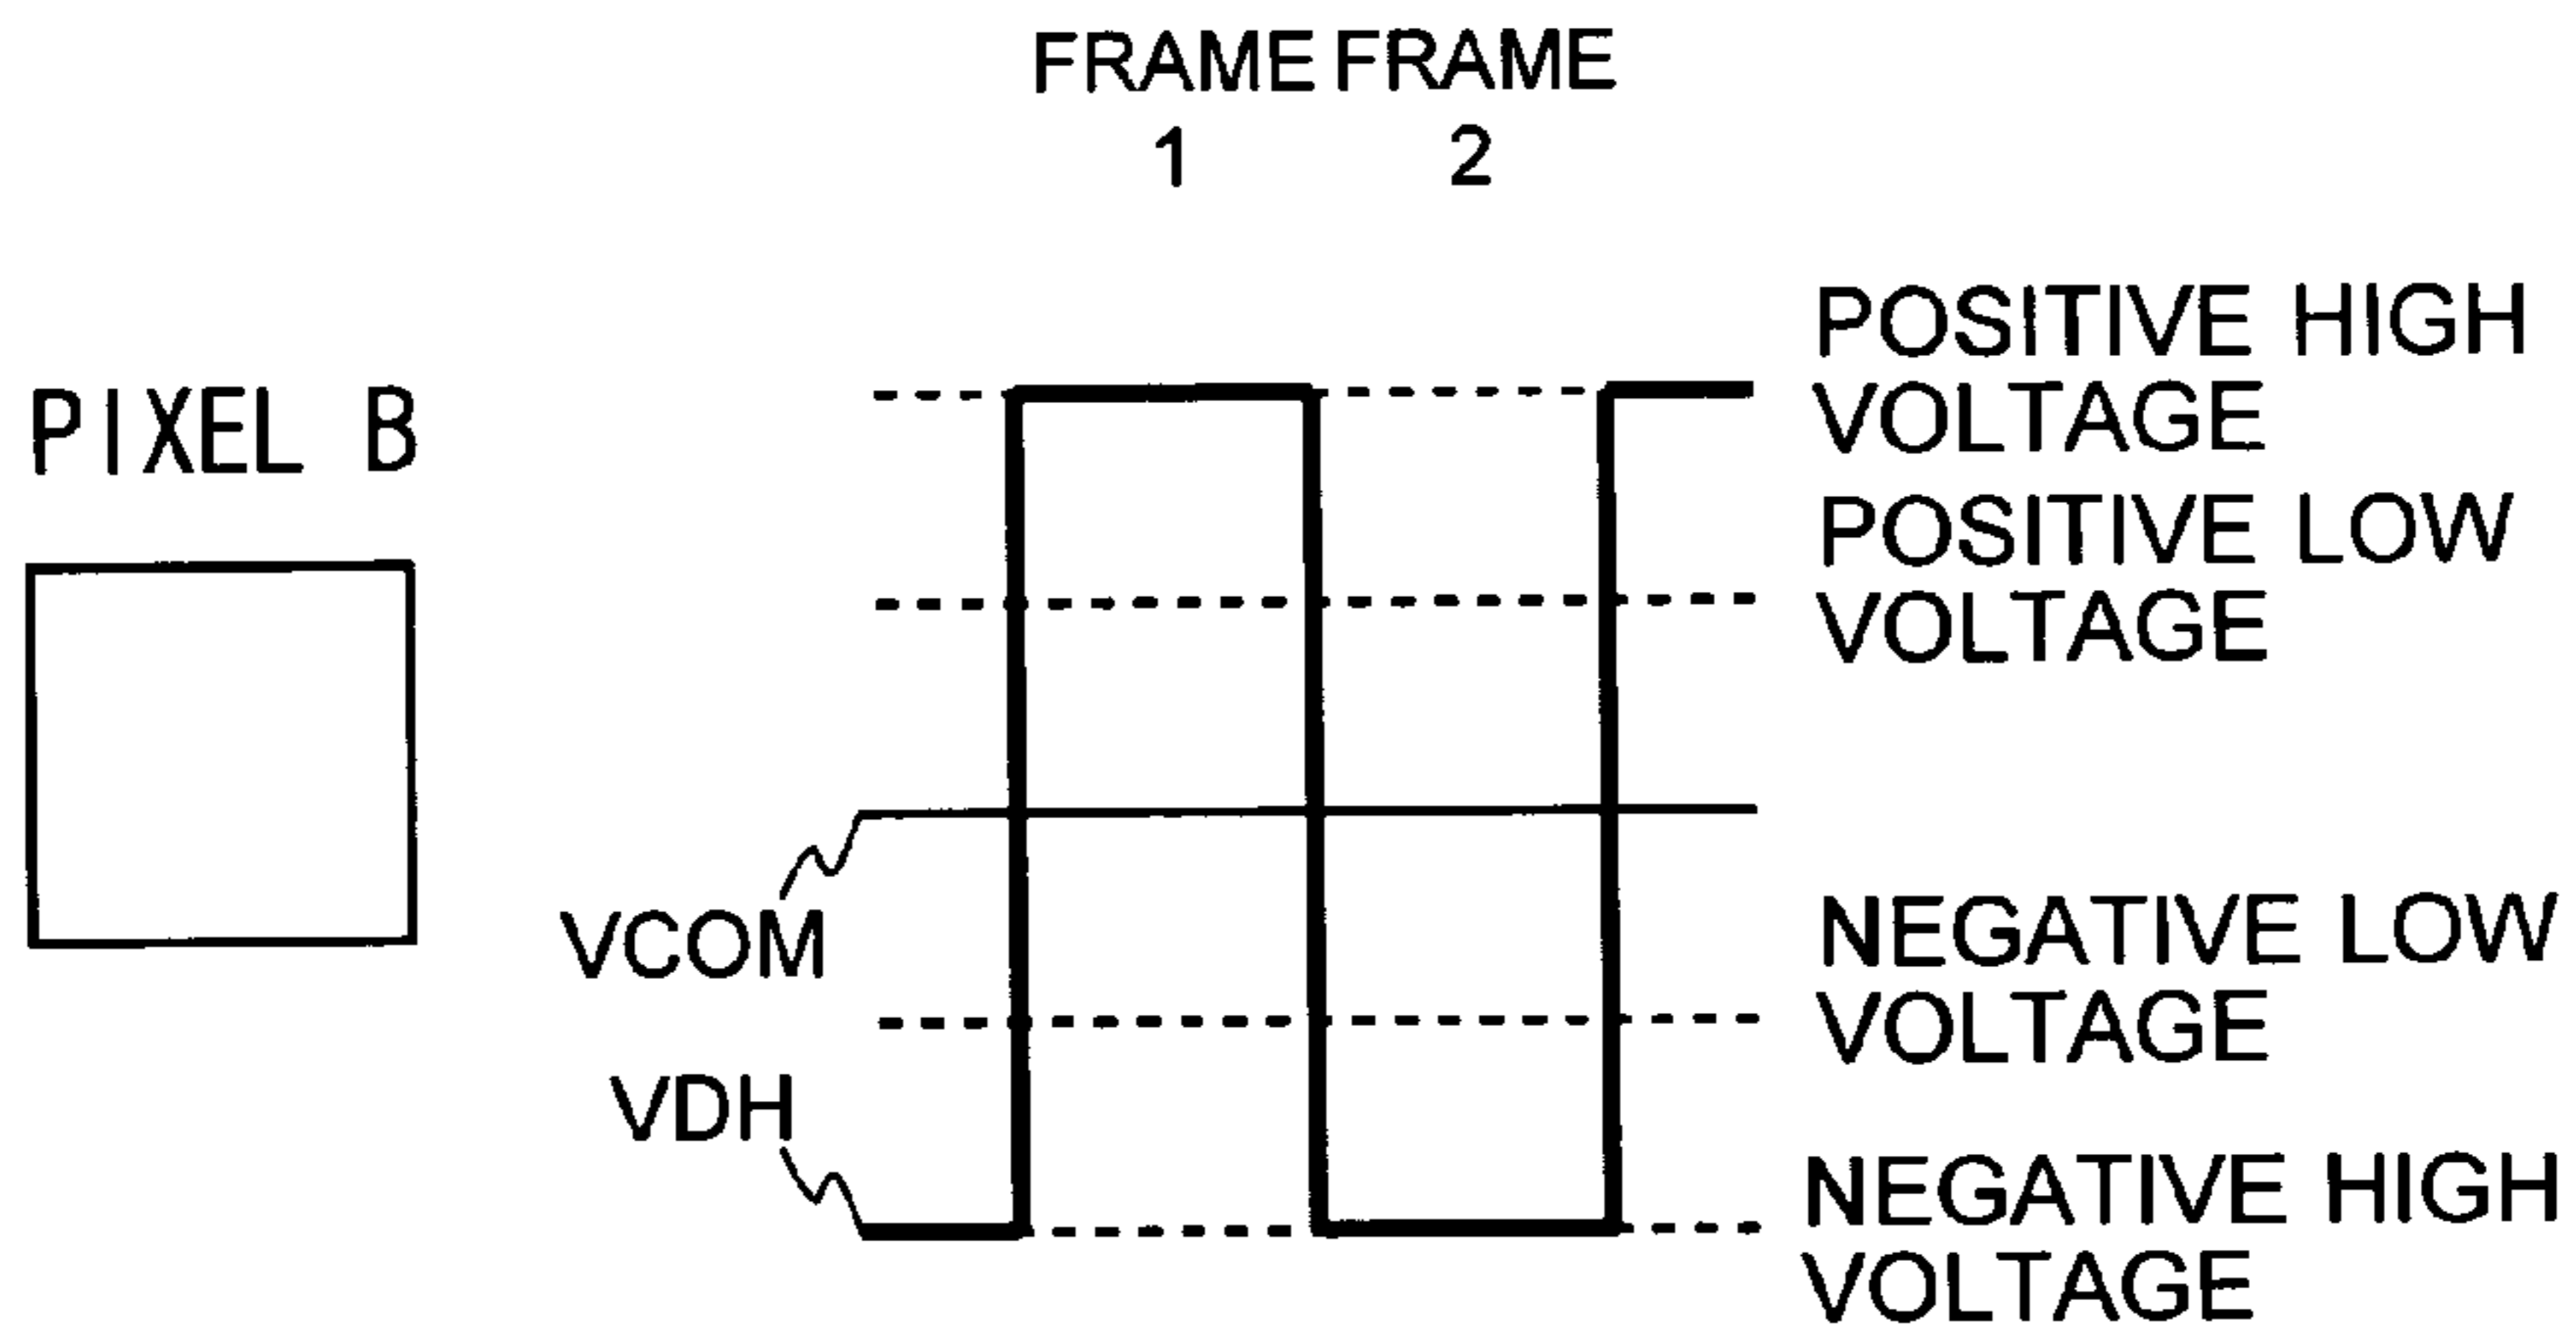 FRAME FRAME
1 2
POSITIVE HIGH
VOLTAGE
PIXEL B
POSITIVE LOW
VOLTAGE
VCOM
NEGATIVE LOW
VOLTAGE
VDH
NEGATIVE HIGH
VOLTAGE